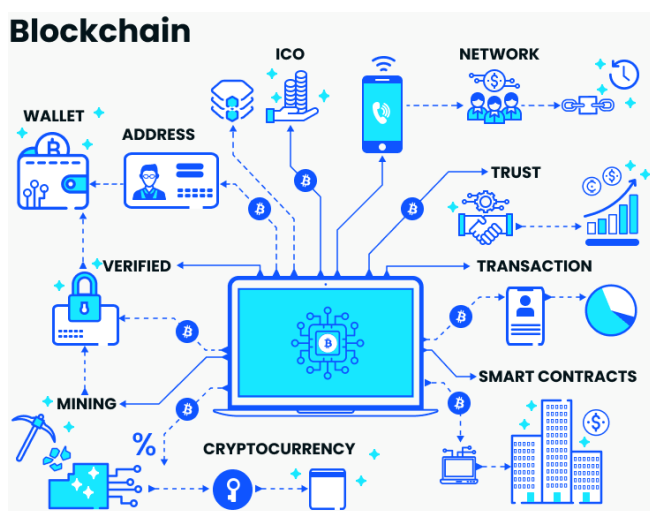 Blockchain
ICO
NETWORK
WALLET
ADDRESS
TRUST
VERIFIED
TRANSACTION
SMART CONTRACTS
MINING
%
CRYPTOCURRENCY